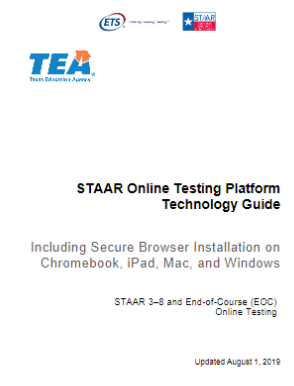 ETS
STAAR
TEA
Texas Education Agency
STAAR Online Testing Platform
Technology Guide
Including Secure Browser Installation on
Chromebook, iPad, Mac, and Windows
STAAR 3–8 and End-of-Course (EOC)
Online Testing
Updated August 1, 2019